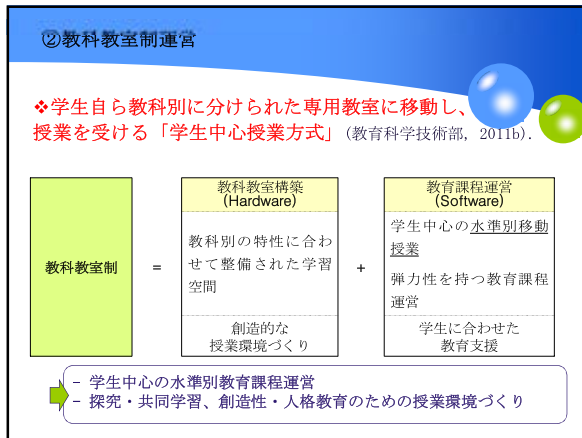 ②教科教室制運営
❖学生自ら教科別に分けられた専用教室に移動し、
授業を受ける「学生中心授業方式」(教育科学技術部, 2011b).
教科教室制
=
教科教室構築
(Hardware)
教科別の特性に合わ
せて整備された学習
空間
創造的な
授業環境づくり
+
教育課程運営
(Software)
学生中心の水準別移動
授業
弾力性を持つ教育課程
運営
学生に合わせた
教育支援
- 学生中心の水準別教育課程運営
- 探究・共同学習、創造性・人格教育のための授業環境づくり